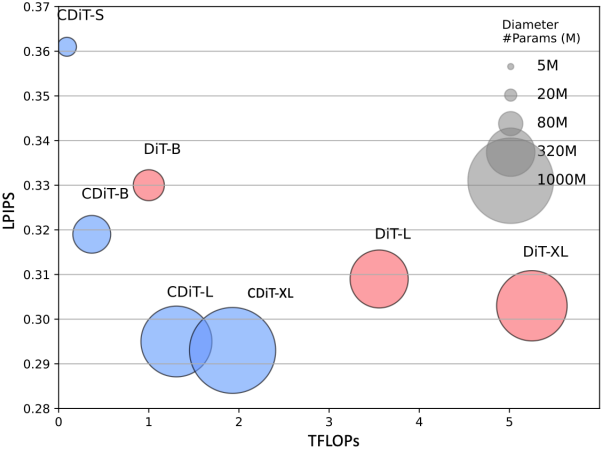 0.37
CDiT-S
0.36
0.35
0.34
0.33
0.32
0.31
0.30
0.29
0.28
LPIPS
DiT-B
CDiT-B
DiT-L
DiT-XL
CDiT-L
CDiT-XL
Diameter
#Params (M)
5M
20M
80M
320M
1000M
0
1
2
3
4
5
TFLOPs